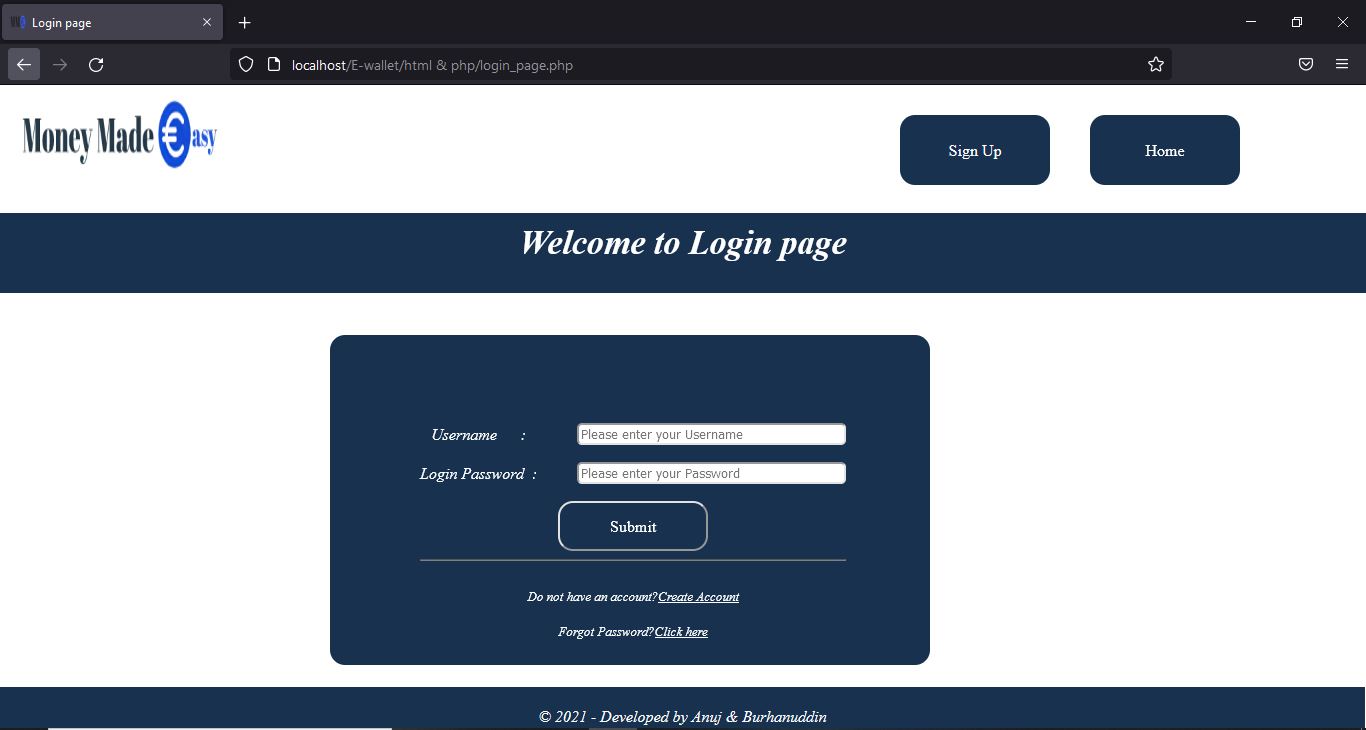 Login page
localhost/E-wallet/html & php/login_page.php
Money Made €asy
Sign Up
Home
Welcome to Login page
Username :
Please enter your Username
Login Password :
Please enter your Password
Submit
Do not have an account?Create Account
Forgot Password?Click here
© 2021 - Developed by Anuj & Burhanuddin